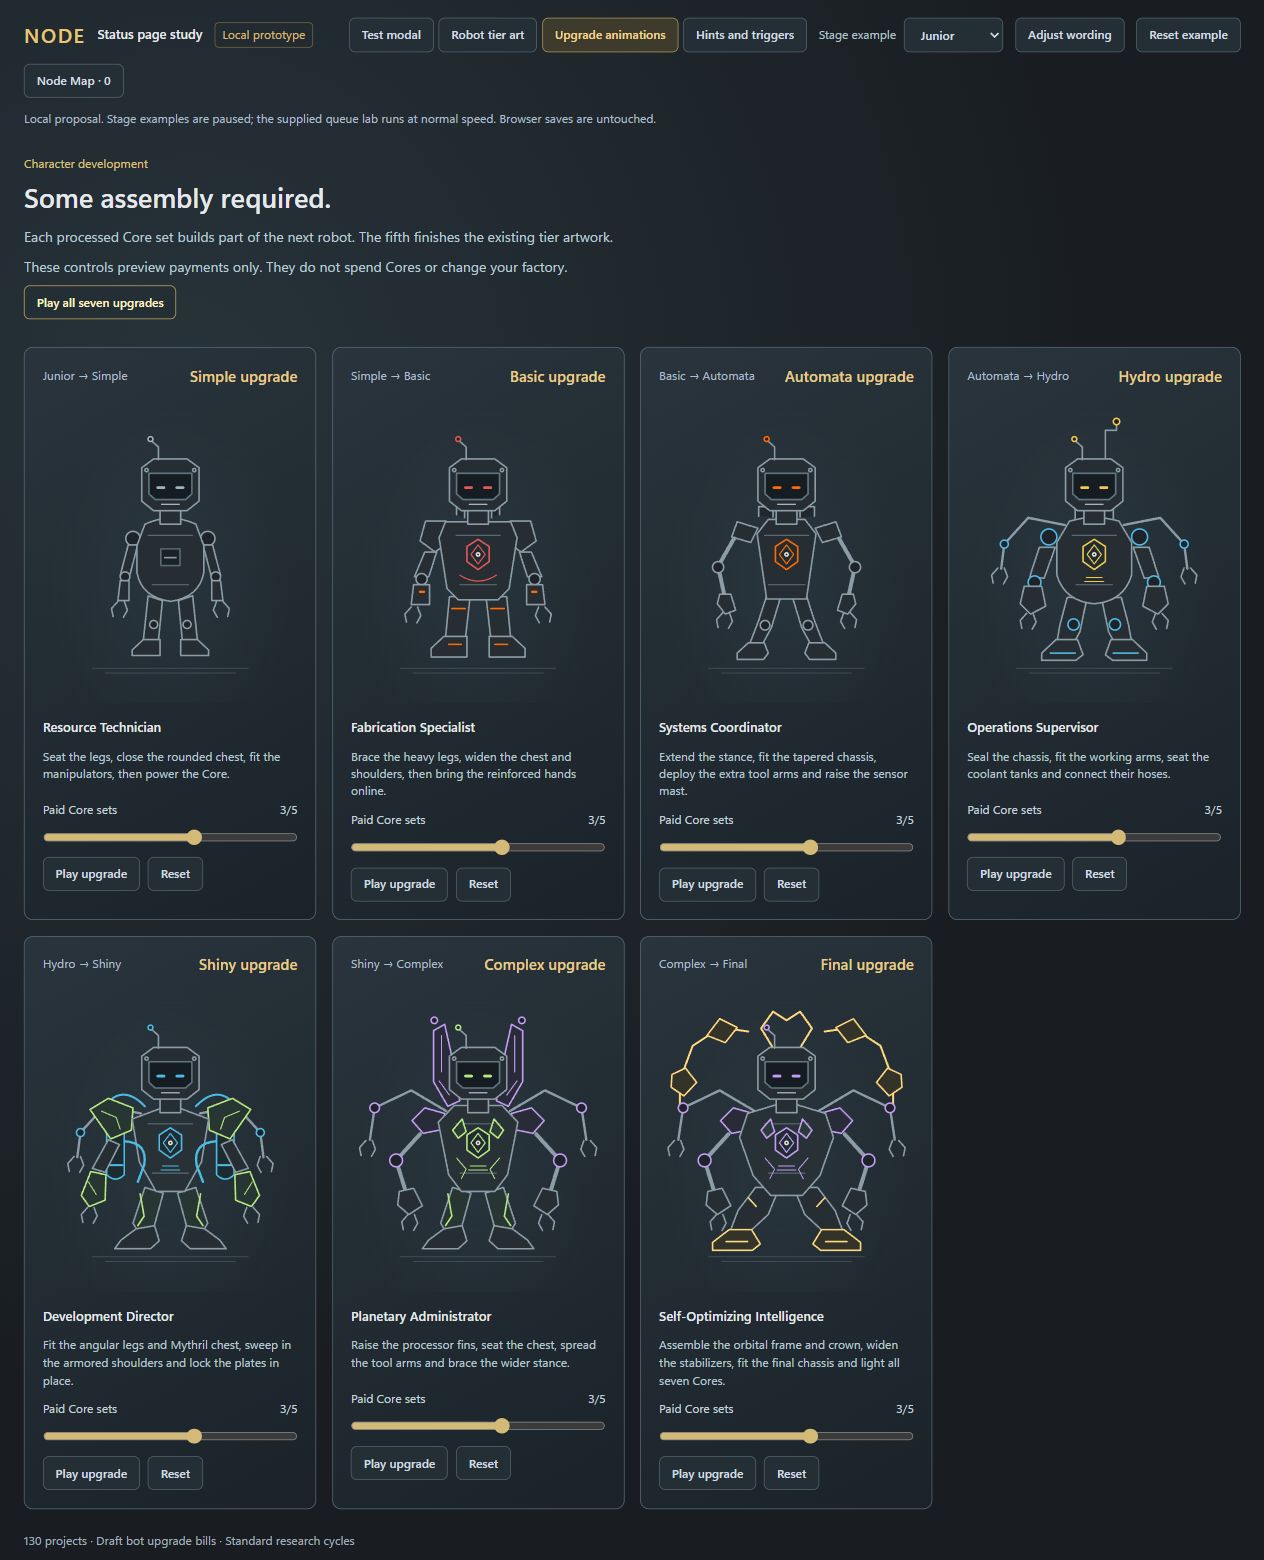 NODE Status page study Local prototype Test modal Robot tier art Upgrade animations Hints and triggers Stage example Junior Adjust wording Reset example
Node Map · 0
Local proposal. Stage examples are paused; the supplied queue lab runs at normal speed. Browser saves are untouched.
Character development
Some assembly required.
Each processed Core set builds part of the next robot. The fifth finishes the existing tier artwork.
These controls preview payments only. They do not spend Cores or change your factory.
Play all seven upgrades
Junior → Simple Simple upgrade
Resource Technician
Seat the legs, close the rounded chest, fit the
manipulators, then power the Core.
Paid Core sets 3/5
Play upgrade Reset
Simple → Basic Basic upgrade
Fabrication Specialist
Brace the heavy legs, widen the chest and
shoulders, then bring the reinforced hands
online.
Paid Core sets 3/5
Play upgrade Reset
Basic → Automata Automata upgrade
Systems Coordinator
Extend the stance, fit the tapered chassis,
deploy the extra tool arms and raise the sensor
mast.
Paid Core sets 3/5
Play upgrade Reset
Automata → Hydro Hydro upgrade
Operations Supervisor
Seal the chassis, fit the working arms, seat the
coolant tanks and connect their hoses.
Paid Core sets 3/5
Play upgrade Reset
Hydro → Shiny Shiny upgrade
Development Director
Fit the angular legs and Mythril chest, sweep in
the armored shoulders and lock the plates in
place.
Paid Core sets 3/5
Play upgrade Reset
Shiny → Complex Complex upgrade
Planetary Administrator
Raise the processor fins, seat the chest, spread
the tool arms and brace the wider stance.
Paid Core sets 3/5
Play upgrade Reset
Complex → Final Final upgrade
Self-Optimizing Intelligence
Assemble the orbital frame and crown, widen
the stabilizers, fit the final chassis and light all
seven Cores.
Paid Core sets 3/5
Play upgrade Reset
130 projects · Draft bot upgrade bills · Standard research cycles